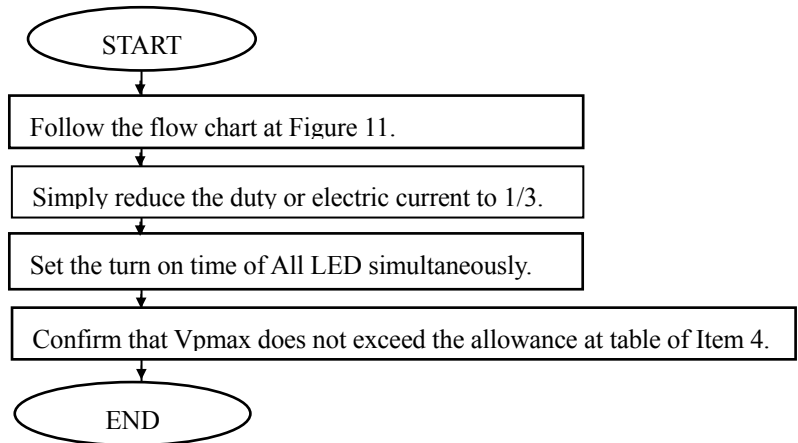 START
Follow the flow chart at Figure 11.
Simply reduce the duty or electric current to 1/3.
Set the turn on time of All LED simultaneously.
Confirm that Vpmax does not exceed the allowance at table of Item 4.
END